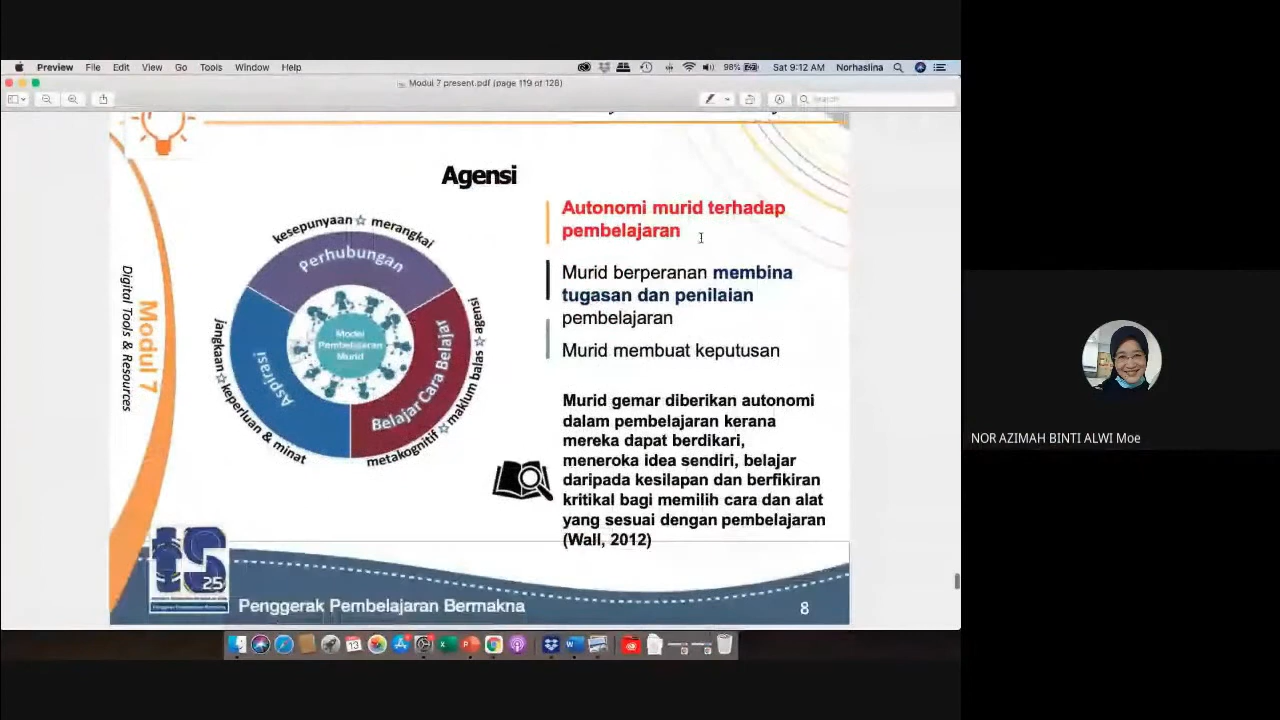 Preview File Edit View Go Tools Window Help
98% Sat 9:12 AM Norhaslina
Modul 7 present.pdf (page 119 of 128)
Search
Agensi
kesepunyaan ☆ merangkai
Perhubungan
Aspirasi
Belajar Cara Belajar
Model
Pembelajaran
Murid
jangkaan ☆ keperluan & minat
metakognitif ☆ maklum balas ☆ agensi
Modul 7
Digital Tools & Resources
Autonomi murid terhadap
pembelajaran
Murid berperanan membina
tugasan dan penilaian
pembelajaran
Murid membuat keputusan
Murid gemar diberikan autonomi
dalam pembelajaran kerana
mereka dapat berdikari,
meneroka idea sendiri, belajar
daripada kesilapan dan berfikiran
kritikal bagi memilih cara dan alat
yang sesuai dengan pembelajaran
(Wall, 2012)
TS
25
Penggerak Pembelajaran Bermakna
8
13
NOR AZIMAH BINTI ALWI Moe